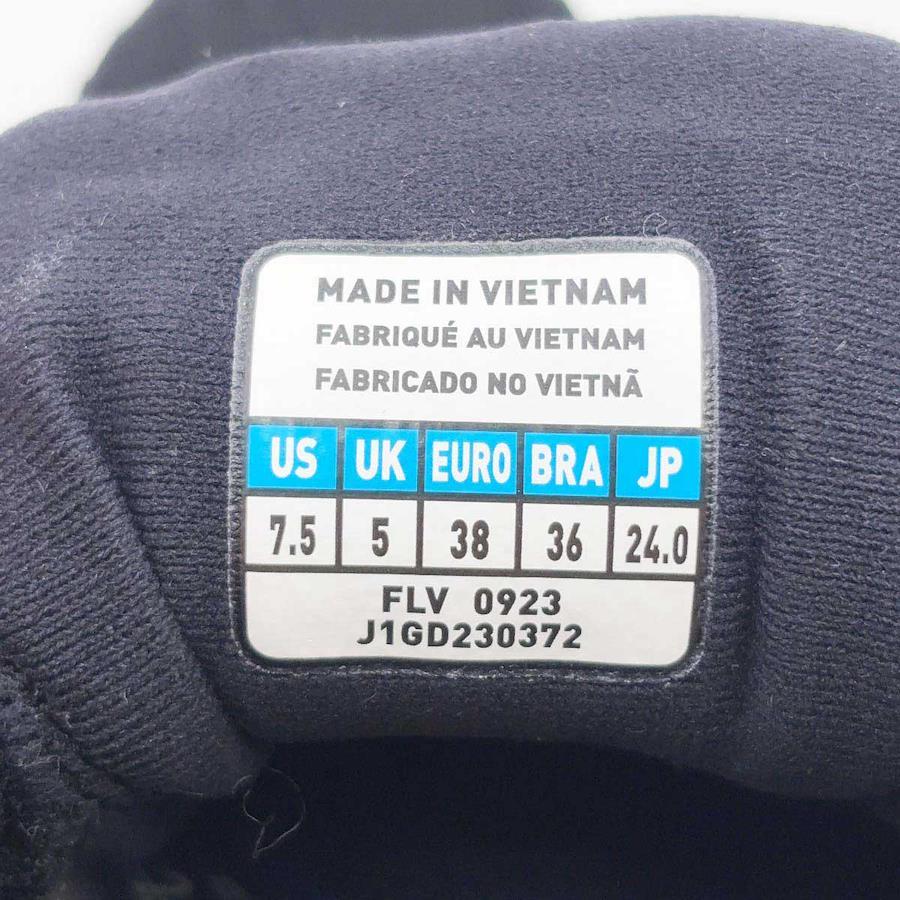 MADE IN VIETNAM
FABRIQUÉ AU VIETNAM
FABRICADO NO VIETNÃ
US UK EURO BRA JP
7.5 5 38 36 24.0
FLV 0923
J1GD230372